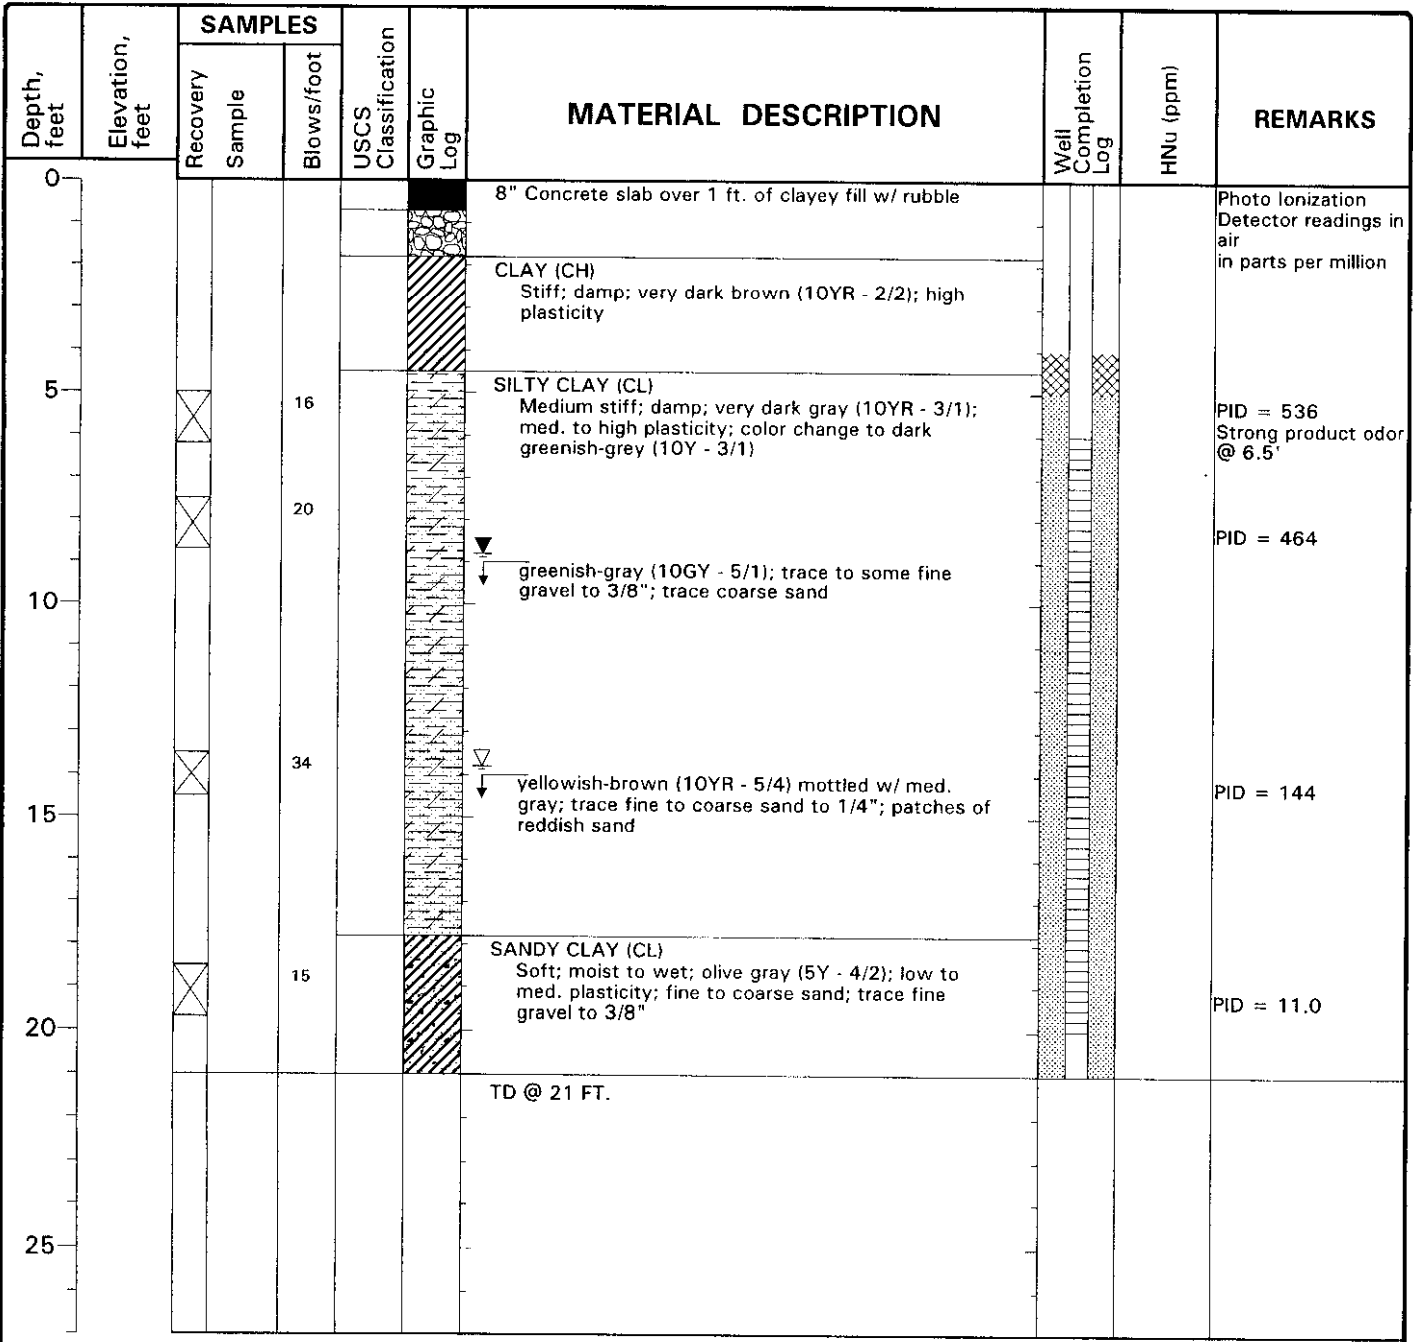 Depth,
feet
Elevation,
feet
SAMPLES
Recovery
Sample
Blows/foot
USCS
Classification
Graphic
Log
MATERIAL DESCRIPTION
Well
Completion
Log
HNu (ppm)
REMARKS
0
8" Concrete slab over 1 ft. of clayey fill w/ rubble
Photo Ionization
Detector readings in
air
in parts per million
CLAY (CH)
Stiff; damp; very dark brown (10YR - 2/2); high
plasticity
5
16
SILTY CLAY (CL)
Medium stiff; damp; very dark gray (10YR - 3/1);
med. to high plasticity; color change to dark
greenish-grey (10Y - 3/1)
PID = 536
Strong product odor
@ 6.5'
20
PID = 464
greenish-gray (10GY - 5/1); trace to some fine
gravel to 3/8"; trace coarse sand
10
34
yellowish-brown (10YR - 5/4) mottled w/ med.
gray; trace fine to coarse sand to 1/4"; patches of
reddish sand
PID = 144
15
SANDY CLAY (CL)
Soft; moist to wet; olive gray (5Y - 4/2); low to
med. plasticity; fine to coarse sand; trace fine
gravel to 3/8"
15
PID = 11.0
20
TD @ 21 FT.
25